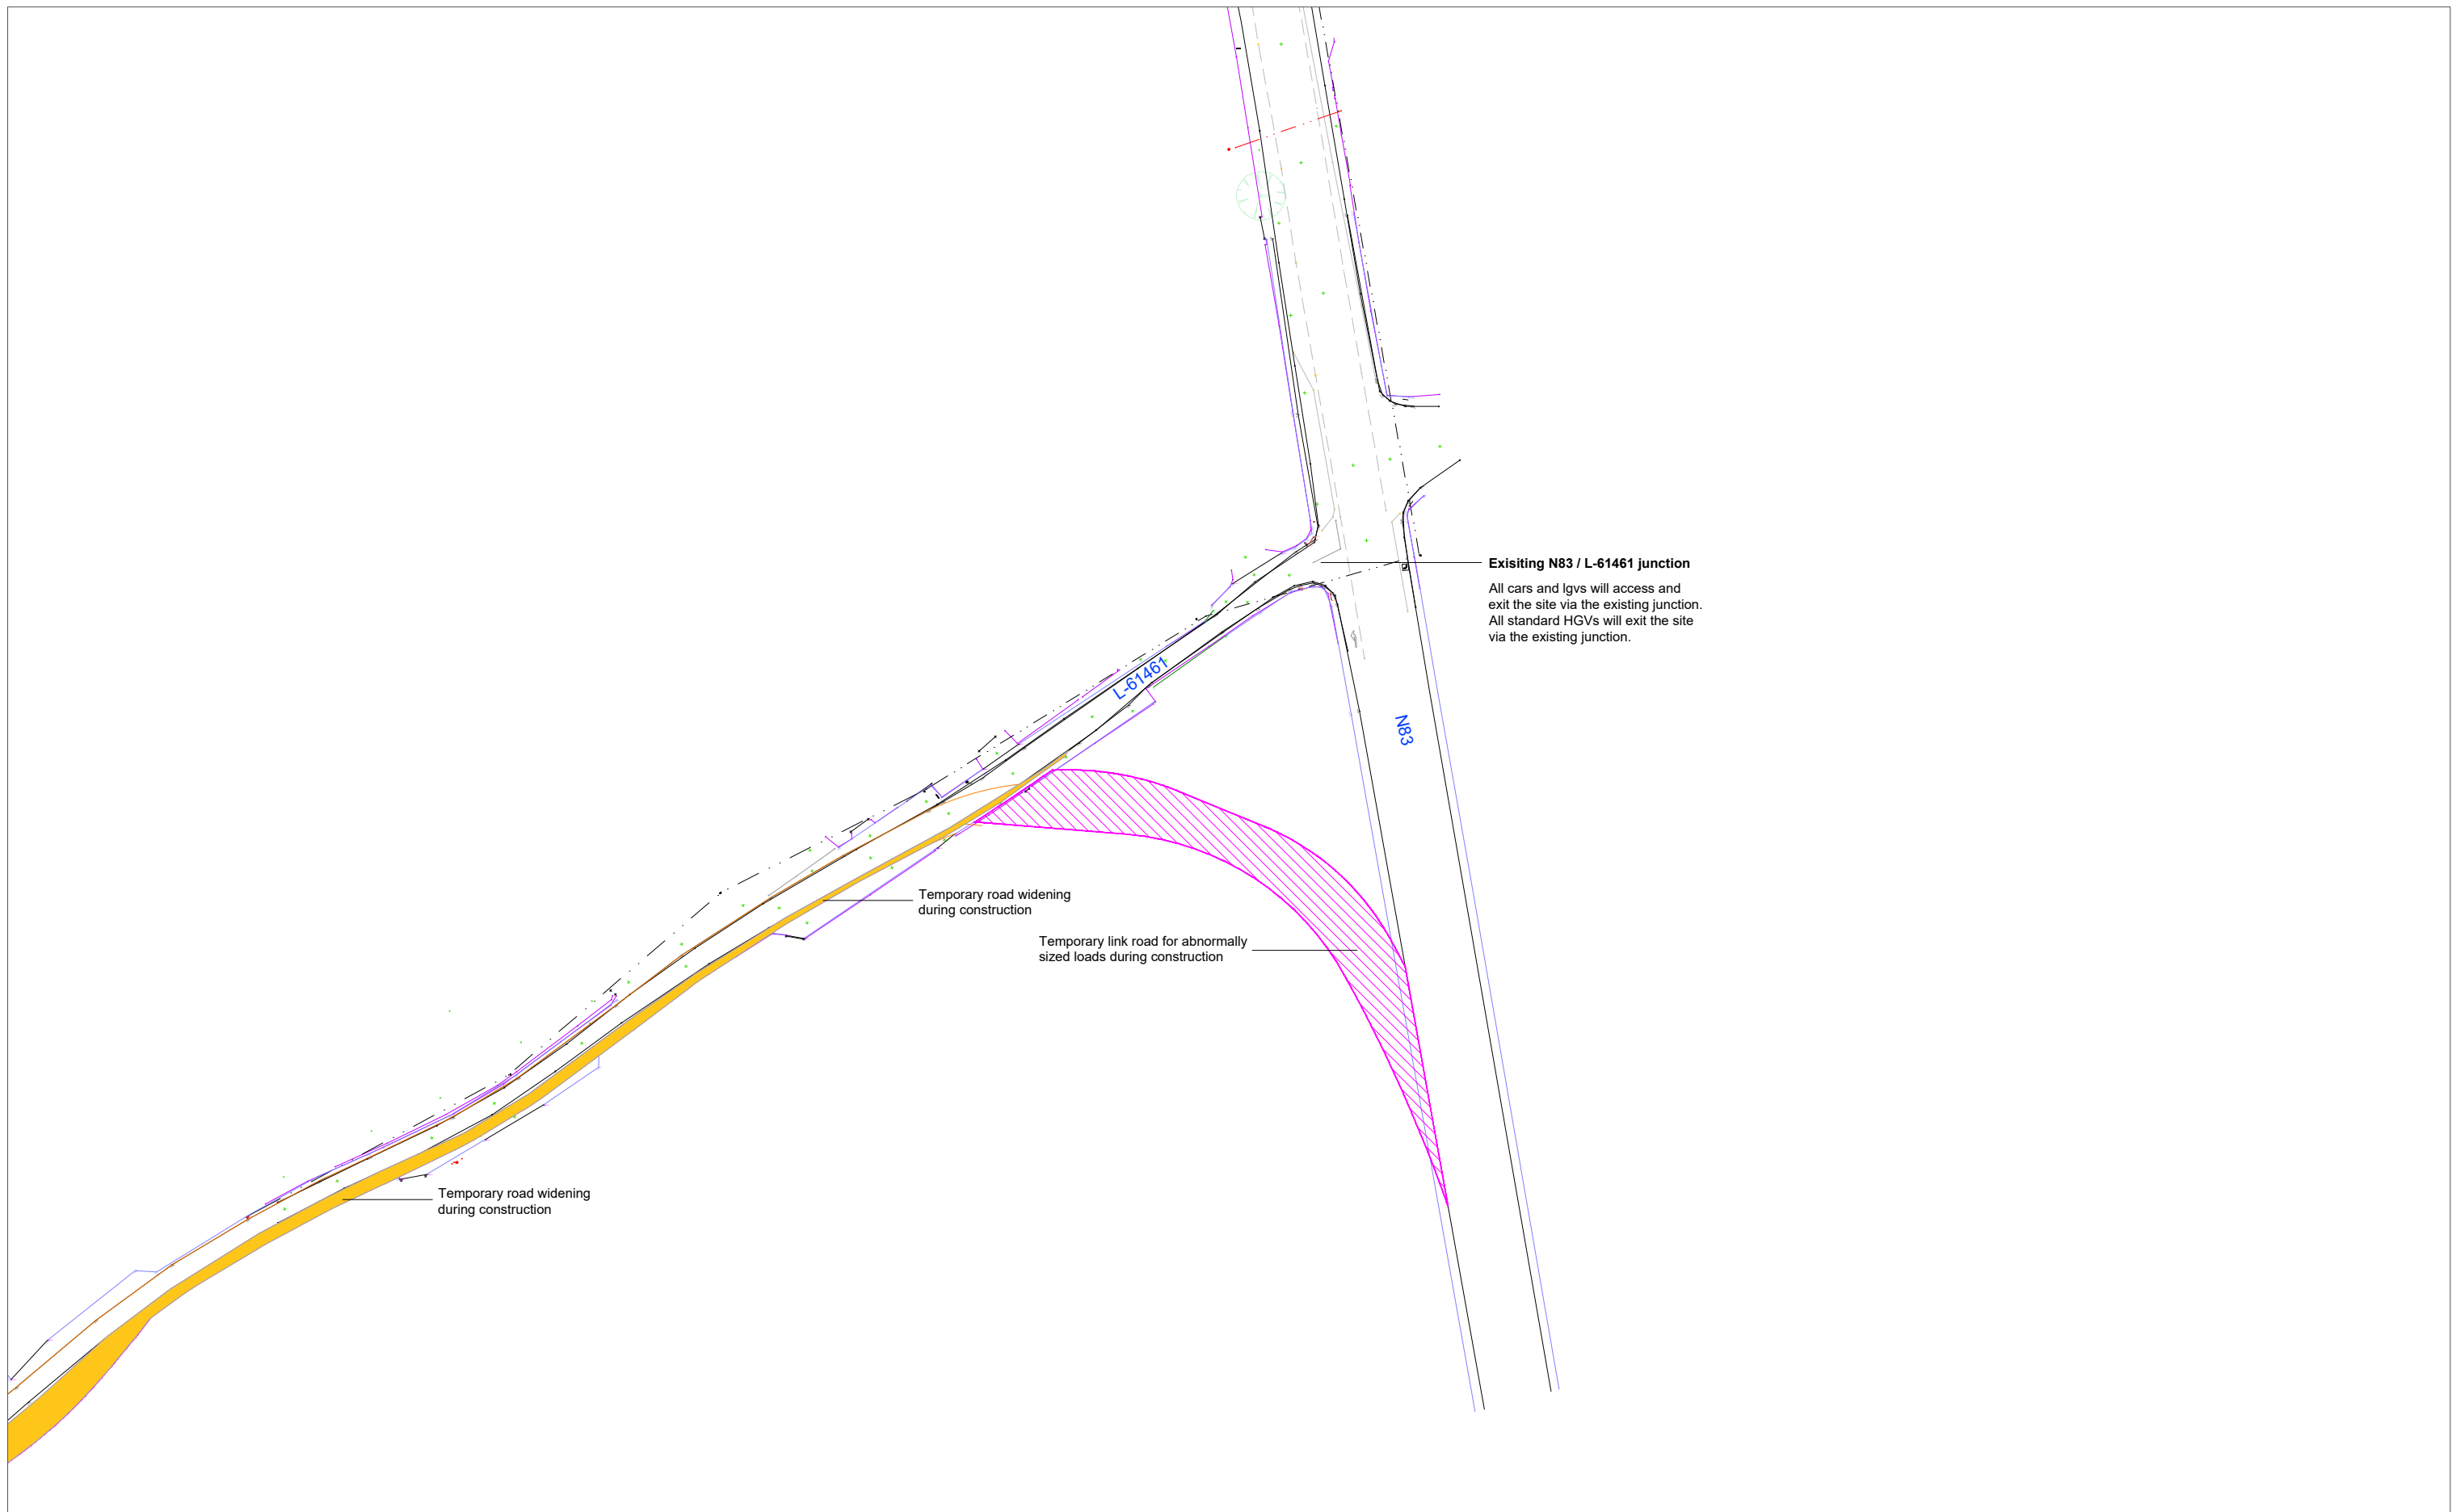 Exisiting N83 / L-61461 junction
All cars and lgvs will access and
exit the site via the existing junction.
All standard HGVs will exit the site
via the existing junction.
L-61461
N83
Temporary road widening
during construction
Temporary link road for abnormally
sized loads during construction
Temporary road widening
during construction